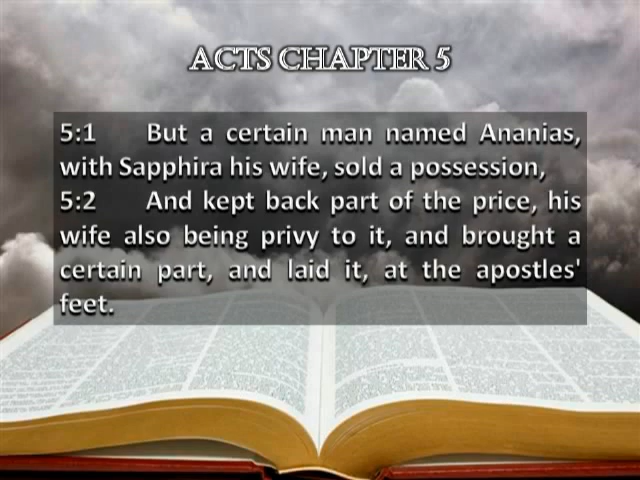 ACTS CHAPTER 5
5:1 But a certain man named Ananias,
with Sapphira his wife, sold a possession,
5:2 And kept back part of the price, his
wife also being privy to it, and brought a
certain part, and laid it, at the apostles'
feet.